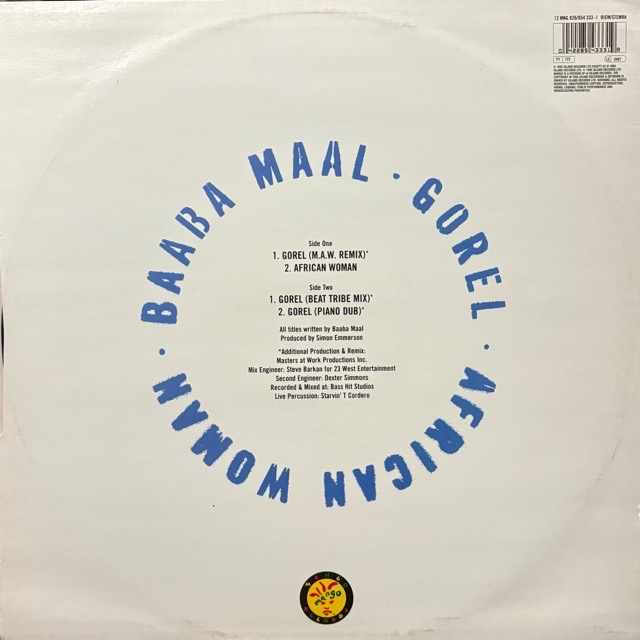 12 MNG 826/854 333-1 BIEM/STEMRA
BAABA MAAL · GOREL · AFRICAN WOMAN ·
Side One
1. GOREL (M.A.W. REMIX)*
2. AFRICAN WOMAN
Side Two
1. GOREL (BEAT TRIBE MIX)*
2. GOREL (PIANO DUB)*
All titles written by Baaba Maal
Produced by Simon Emmerson
*Additional Production & Remix:
Masters at Work Productions Inc.
Mix Engineer: Steve Barkan for 23 West Entertainment
Second Engineer: Dexter Simmons
Recorded & Mixed at: Bass Hit Studios
Live Percussion: Starvin' T Cordero
mango